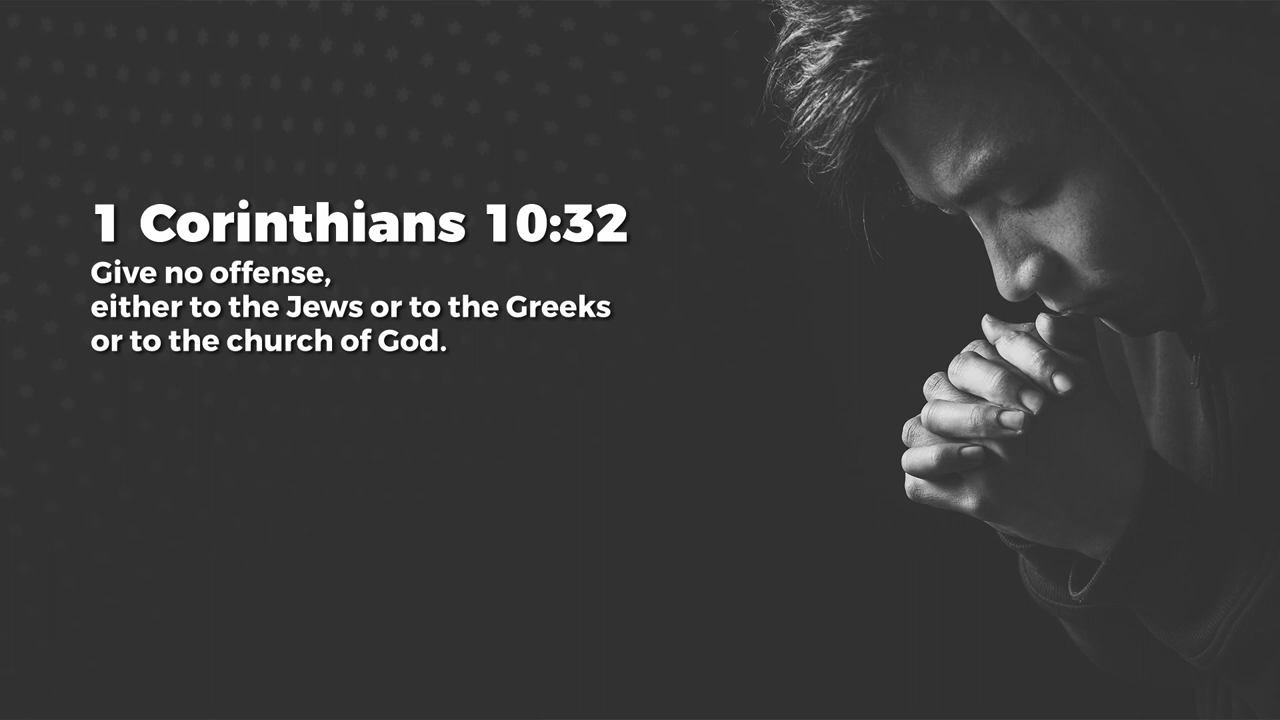 1 Corinthians 10:32
Give no offense,
either to the Jews or to the Greeks
or to the church of God.